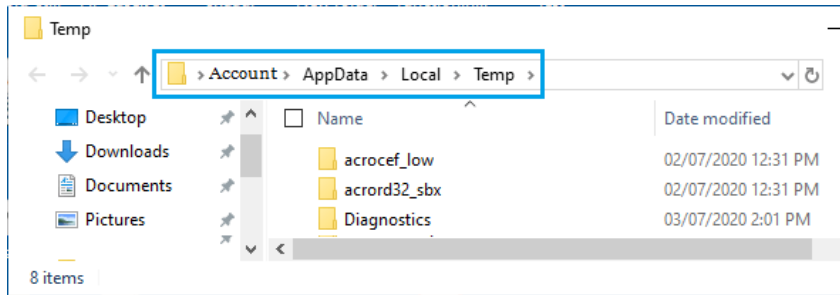 Temp
Account > AppData > Local > Temp >
Desktop
Downloads
Documents
Pictures
Name
Date modified
acrocef_low
02/07/2020 12:31 PM
acrord32_sbx
02/07/2020 12:31 PM
Diagnostics
03/07/2020 2:01 PM
8 items